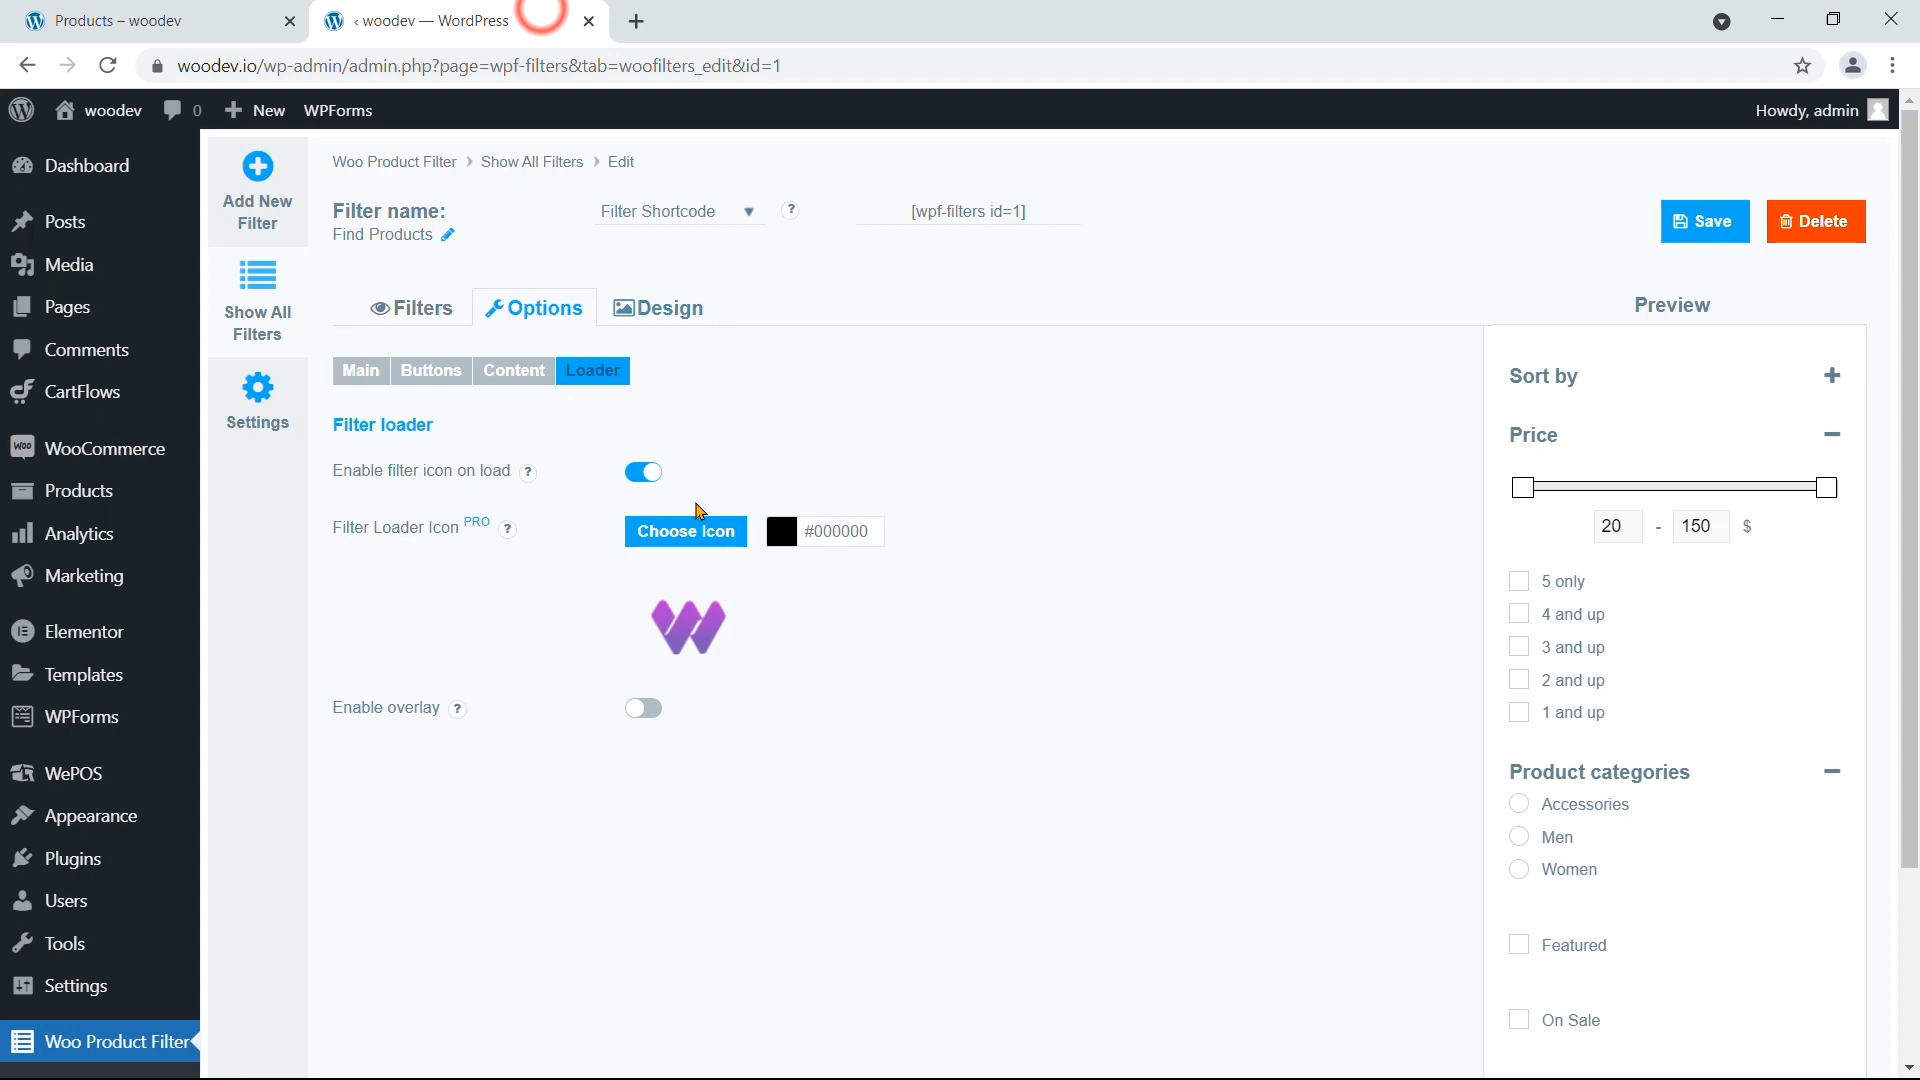 Products – woodev
‹ woodev — WordPress
woodev.io/wp-admin/admin.php?page=wpf-filters&tab=woofilters_edit&id=1
woodev
0
New
WPForms
Howdy, admin
Dashboard
Posts
Media
Pages
Comments
CartFlows
Woo
WooCommerce
Products
Analytics
Marketing
Elementor
Templates
WPForms
WePOS
Appearance
Plugins
Users
Tools
Settings
Woo Product Filter
Add New
Filter
Show All
Filters
Settings
Woo Product Filter › Show All Filters › Edit
Filter name:
Find Products
Filter Shortcode
?
[wpf-filters id=1]
Save
Delete
Filters
Options
Design
Main
Buttons
Content
Loader
Filter loader
Enable filter icon on load ?
Filter Loader Icon PRO ?
Choose Icon
#000000
Enable overlay ?
Preview
Sort by
Price
20 - 150 $
5 only
4 and up
3 and up
2 and up
1 and up
Product categories
Accessories
Men
Women
Featured
On Sale